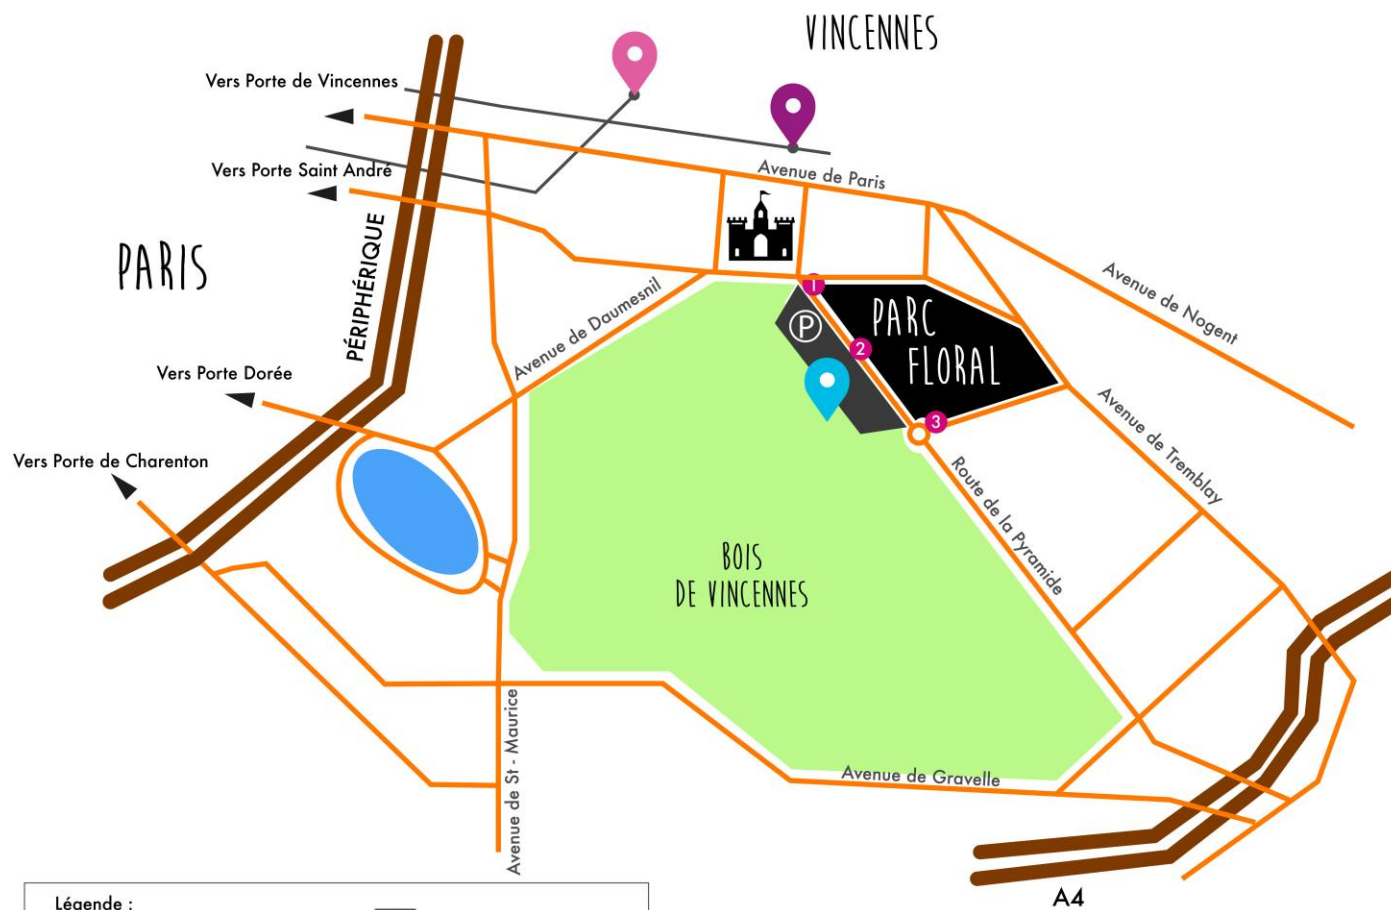 VINCENNES
Vers Porte de Vincennes
Avenue de Paris
Vers Porte Saint André
PARIS
PÉRIPHÉRIQUE
Avenue de Daumesnil
Avenue de Nogent
1
P
2
PARC
FLORAL
3
Vers Porte Dorée
Avenue de Tremblay
Vers Porte de Charenton
Route de la Pyramide
BOIS
DE VINCENNES
Avenue de St - Maurice
Avenue de Gravelle
A4
Légende :